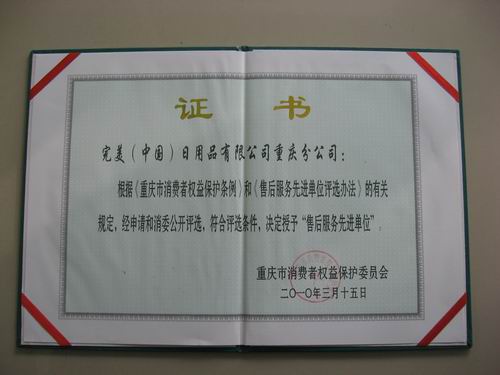 证 书
完美（中国）日用品有限公司重庆分公司：
根据《重庆市消费者权益保护条例》和《售后服务先进单位评选办法》的有关
规定，经申请和消委公开评选，符合评选条件，决定授予“售后服务先进单位”。
重庆市消费者权益保护委员会
二〇一〇年三月十五日